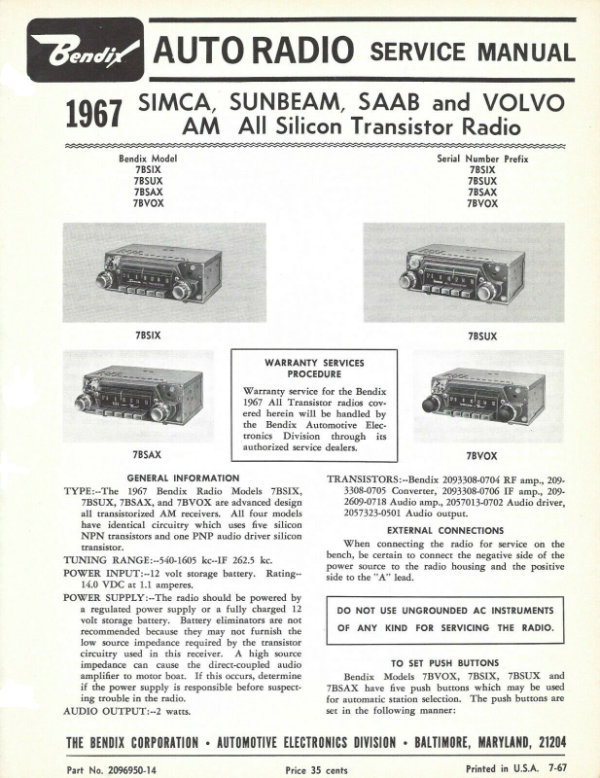 Bendix
AUTO RADIO SERVICE MANUAL
1967 SIMCA, SUNBEAM, SAAB and VOLVO
AM All Silicon Transistor Radio
Bendix Model
7BSIX
7BSUX
7BSAX
7BVOX
Serial Number Prefix
7BSIX
7BSUX
7BSAX
7BVOX
7BSIX
7BSUX
7BSAX
7BVOX
WARRANTY SERVICES
PROCEDURE
Warranty service for the Bendix
1967 All Transistor radios cov-
ered herein will be handled by
the Bendix Automotive Elec-
tronics Division through its
authorized service dealers.
GENERAL INFORMATION
TYPE:--The 1967 Bendix Radio Models 7BSIX,
7BSUX, 7BSAX, and 7BVOX are advanced design
all transistorized AM receivers. All four models
have identical circuitry which uses five silicon
NPN transistors and one PNP audio driver silicon
transistor.
TUNING RANGE:--540-1605 kc--IF 262.5 kc.
POWER INPUT:--12 volt storage battery. Rating--
14.0 VDC at 1.1 amperes.
POWER SUPPLY:--The radio should be powered by
a regulated power supply or a fully charged 12
volt storage battery. Battery eliminators are not
recommended because they may not furnish the
low source impedance required by the transistor
circuitry used in this receiver. A high source
impedance can cause the direct-coupled audio
amplifier to motor boat. If this occurs, determine
if the power supply is responsible before suspect-
ing trouble in the radio.
AUDIO OUTPUT:--2 watts.
TRANSISTORS:--Bendix 2093308-0704 RF amp., 209-
3308-0705 Converter, 2093308-0706 IF amp., 209-
2609-0718 Audio amp., 2057013-0702 Audio driver,
2057323-0501 Audio output.
EXTERNAL CONNECTIONS
When connecting the radio for service on the
bench, be certain to connect the negative side of the
power source to the radio housing and the positive
side to the "A" lead.
DO NOT USE UNGROUNDED AC INSTRUMENTS
OF ANY KIND FOR SERVICING THE RADIO.
TO SET PUSH BUTTONS
Bendix Models 7BVOX, 7BSIX, 7BSUX and
7BSAX have five push buttons which may be used
for automatic station selection. The push buttons are
set in the following manner:
THE BENDIX CORPORATION • AUTOMOTIVE ELECTRONICS DIVISION • BALTIMORE, MARYLAND, 21204
Part No. 2096950-14
Price 35 cents
Printed in U.S.A. 7-67